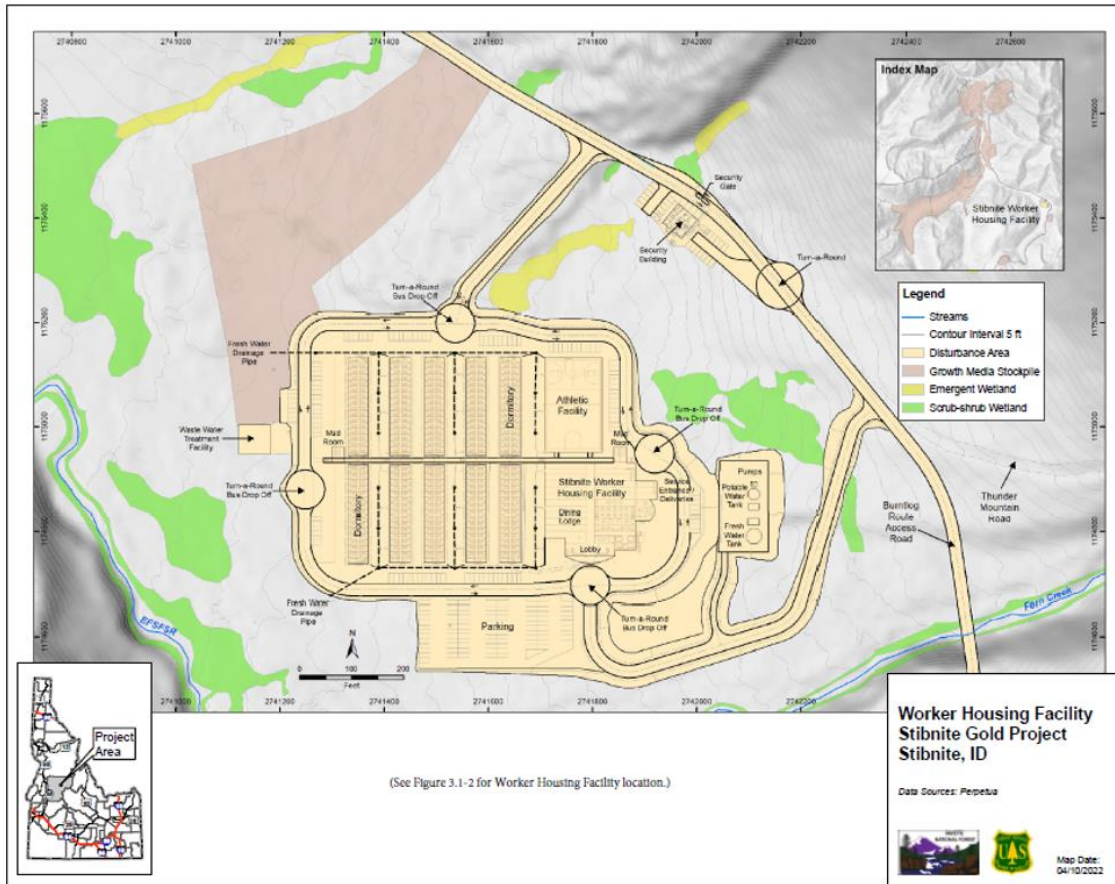 2740800 2741000 2741200 2741400 2741600 2741800 2742000 2742200 2742400 2742600
Index Map
Stibnite Worker
Housing Facility
Security
Gate
Security
Building
Turn-a-Round
Turn-a-Round
Bus Drop Off
Legend
Streams
Contour Interval 5 ft
Disturbance Area
Growth Media Stockpile
Emergent Wetland
Scrub-shrub Wetland
Fresh Water
Drainage
Pipe
Dormitory
Athletic
Facility
Turn-a-Round
Bus Drop Off
Waste Water
Treatment
Facility
Mud
Room
Mud
Room
Turn-a-Round
Bus Drop Off
Stibnite Worker
Housing Facility
Dining
Lodge
Lobby
Dormitory
Service
Entrance /
Deliveries
Pumps
Potable
Water
Tank
Fresh
Water
Tank
Burntlog
Route
Access
Road
Thunder
Mountain
Road
Fresh Water
Drainage
Pipe
Turn-a-Round
Bus Drop Off
Parking
N
0 100 200
Feet
EFSFSR
Fern Creek
2741000 2741200 2741400 2741600 2741800 2742000 2742200
Project
Area
(See Figure 3.1-2 for Worker Housing Facility location.)
Worker Housing Facility
Stibnite Gold Project
Stibnite, ID
Data Sources: Perpetua
Map Date:
04/10/2022